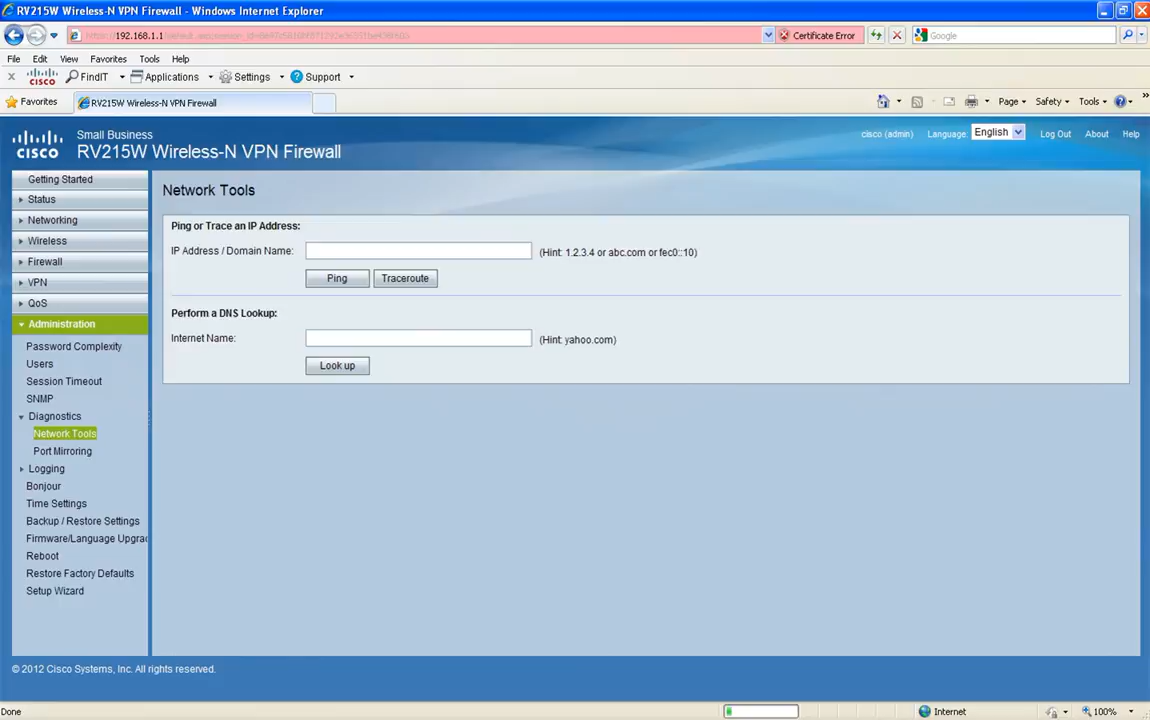 RV215W Wireless-N VPN Firewall - Windows Internet Explorer
192.168.1.1
Certificate Error
Google
File Edit View Favorites Tools Help
x CISCO FindIT Applications Settings Support
Favorites RV215W Wireless-N VPN Firewall Page Safety Tools
Small Business
CISCO RV215W Wireless-N VPN Firewall
cisco (admin) Language: English Log Out About Help
Getting Started
Status
Networking
Wireless
Firewall
VPN
QoS
Administration
Password Complexity
Users
Session Timeout
SNMP
Diagnostics
Network Tools
Port Mirroring
Logging
Bonjour
Time Settings
Backup / Restore Settings
Firmware/Language Upgra
Reboot
Restore Factory Defaults
Setup Wizard
Network Tools
Ping or Trace an IP Address:
IP Address / Domain Name: (Hint: 1.2.3.4 or abc.com or fec0::10)
Ping Traceroute
Perform a DNS Lookup:
Internet Name: (Hint: yahoo.com)
Look up
© 2012 Cisco Systems, Inc. All rights reserved.
Done Internet 100%